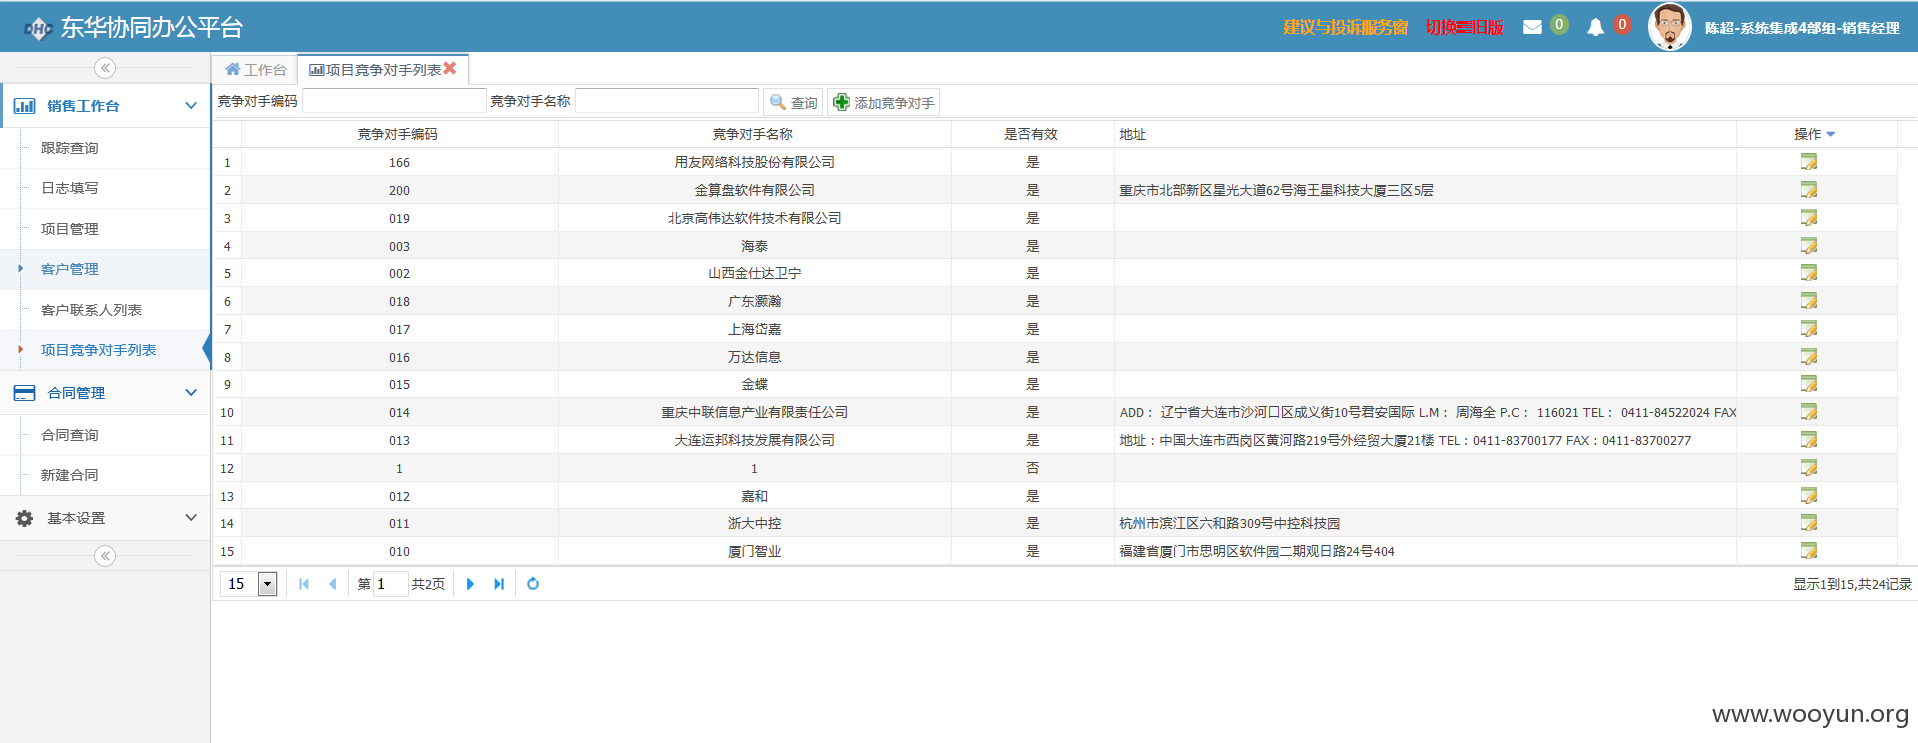 DHC 东华协同办公平台
建议与投诉服务窗 切换三旧版 0 0 陈超-系统集成4部组-销售经理
工作台 项目竞争对手列表
销售工作台
跟踪查询
日志填写
项目管理
客户管理
客户联系人列表
项目竞争对手列表
合同管理
合同查询
新建合同
基本设置
竞争对手编码 竞争对手名称 查询 添加竞争对手
竞争对手编码 竞争对手名称 是否有效 地址 操作
1 166 用友网络科技股份有限公司 是
2 200 金算盘软件有限公司 是 重庆市北部新区星光大道62号海王星科技大厦三区5层
3 019 北京高伟达软件技术有限公司 是
4 003 海泰 是
5 002 山西金仕达卫宁 是
6 018 广东灏瀚 是
7 017 上海岱嘉 是
8 016 万达信息 是
9 015 金蝶 是
10 014 重庆中联信息产业有限责任公司 是 ADD： 辽宁省大连市沙河口区成义街10号君安国际 L.M： 周海全 P.C： 116021 TEL： 0411-84522024 FAX
11 013 大连运邦科技发展有限公司 是 地址：中国大连市西岗区黄河路219号外经贸大厦21楼 TEL：0411-83700177 FAX：0411-83700277
12 1 1 否
13 012 嘉和 是
14 011 浙大中控 是 杭州市滨江区六和路309号中控科技园
15 010 厦门智业 是 福建省厦门市思明区软件园二期观日路24号404
15 第 1 共2页 显示1到15,共24记录
www.wooyun.org